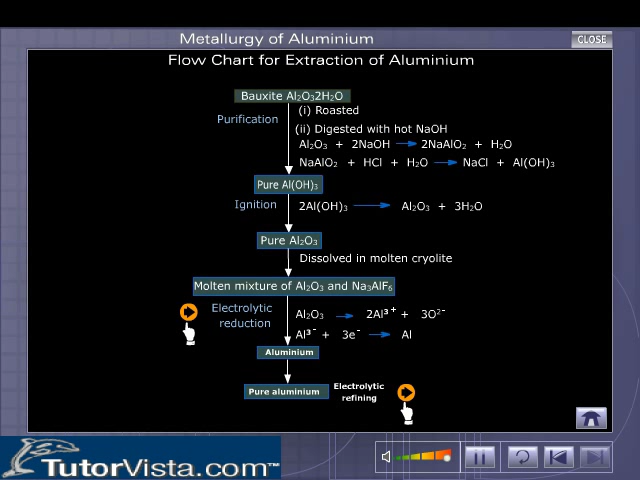 Metallurgy of Aluminium
CLOSE
Flow Chart for Extraction of Aluminium
Bauxite Al₂O₃2H₂O
Purification
(i) Roasted
(ii) Digested with hot NaOH
Al₂O₃ + 2NaOH → 2NaAlO₂ + H₂O
NaAlO₂ + HCl + H₂O → NaCl + Al(OH)₃
Pure Al(OH)₃
Ignition
2Al(OH)₃ → Al₂O₃ + 3H₂O
Pure Al₂O₃
Dissolved in molten cryolite
Molten mixture of Al₂O₃ and Na₃AlF₆
Electrolytic
reduction
Al₂O₃ → 2Al³⁺ + 3O²⁻
Al³⁻ + 3e⁻ → Al
Aluminium
Pure aluminium
Electrolytic
refining
TutorVista.com™